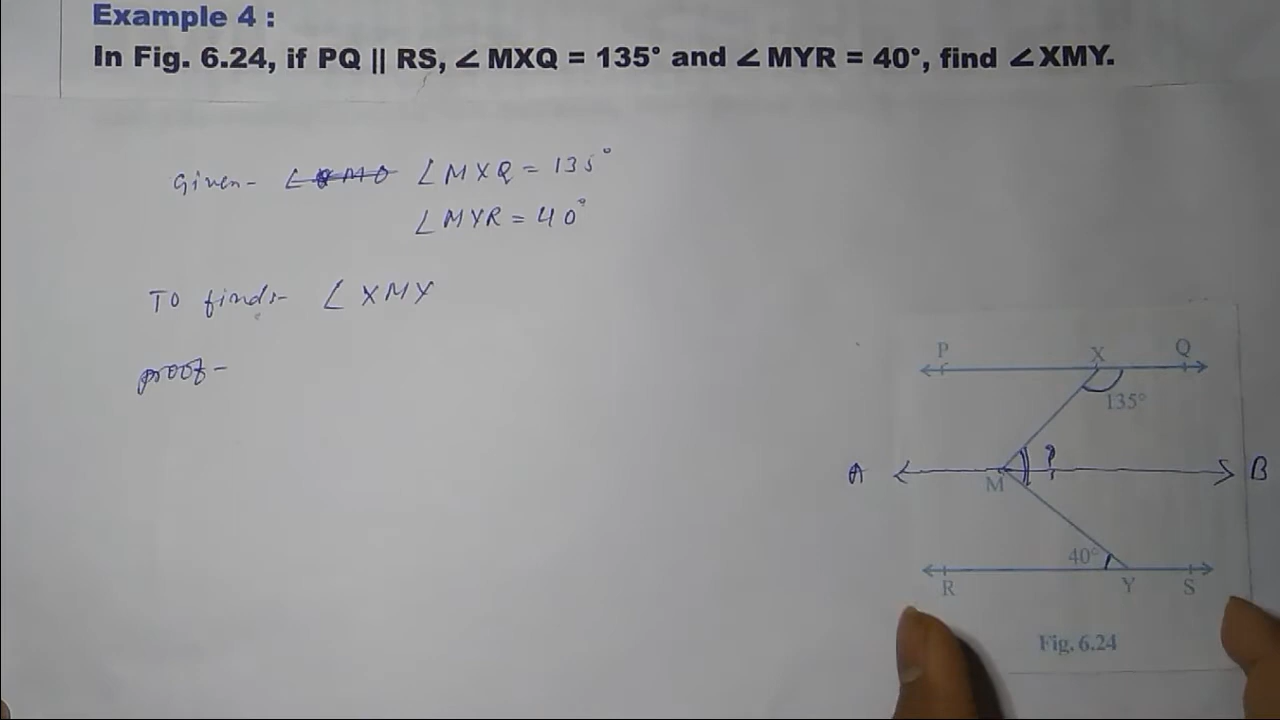 Example 4 :
In Fig. 6.24, if PQ || RS, ∠ MXQ = 135° and ∠ MYR = 40°, find ∠ XMY.
Given- ∠ MXQ = 135°
∠ MYR = 40°
To find:- ∠ XMY
proof-
P X Q
135°
?
A M B
40°
R Y S
Fig. 6.24